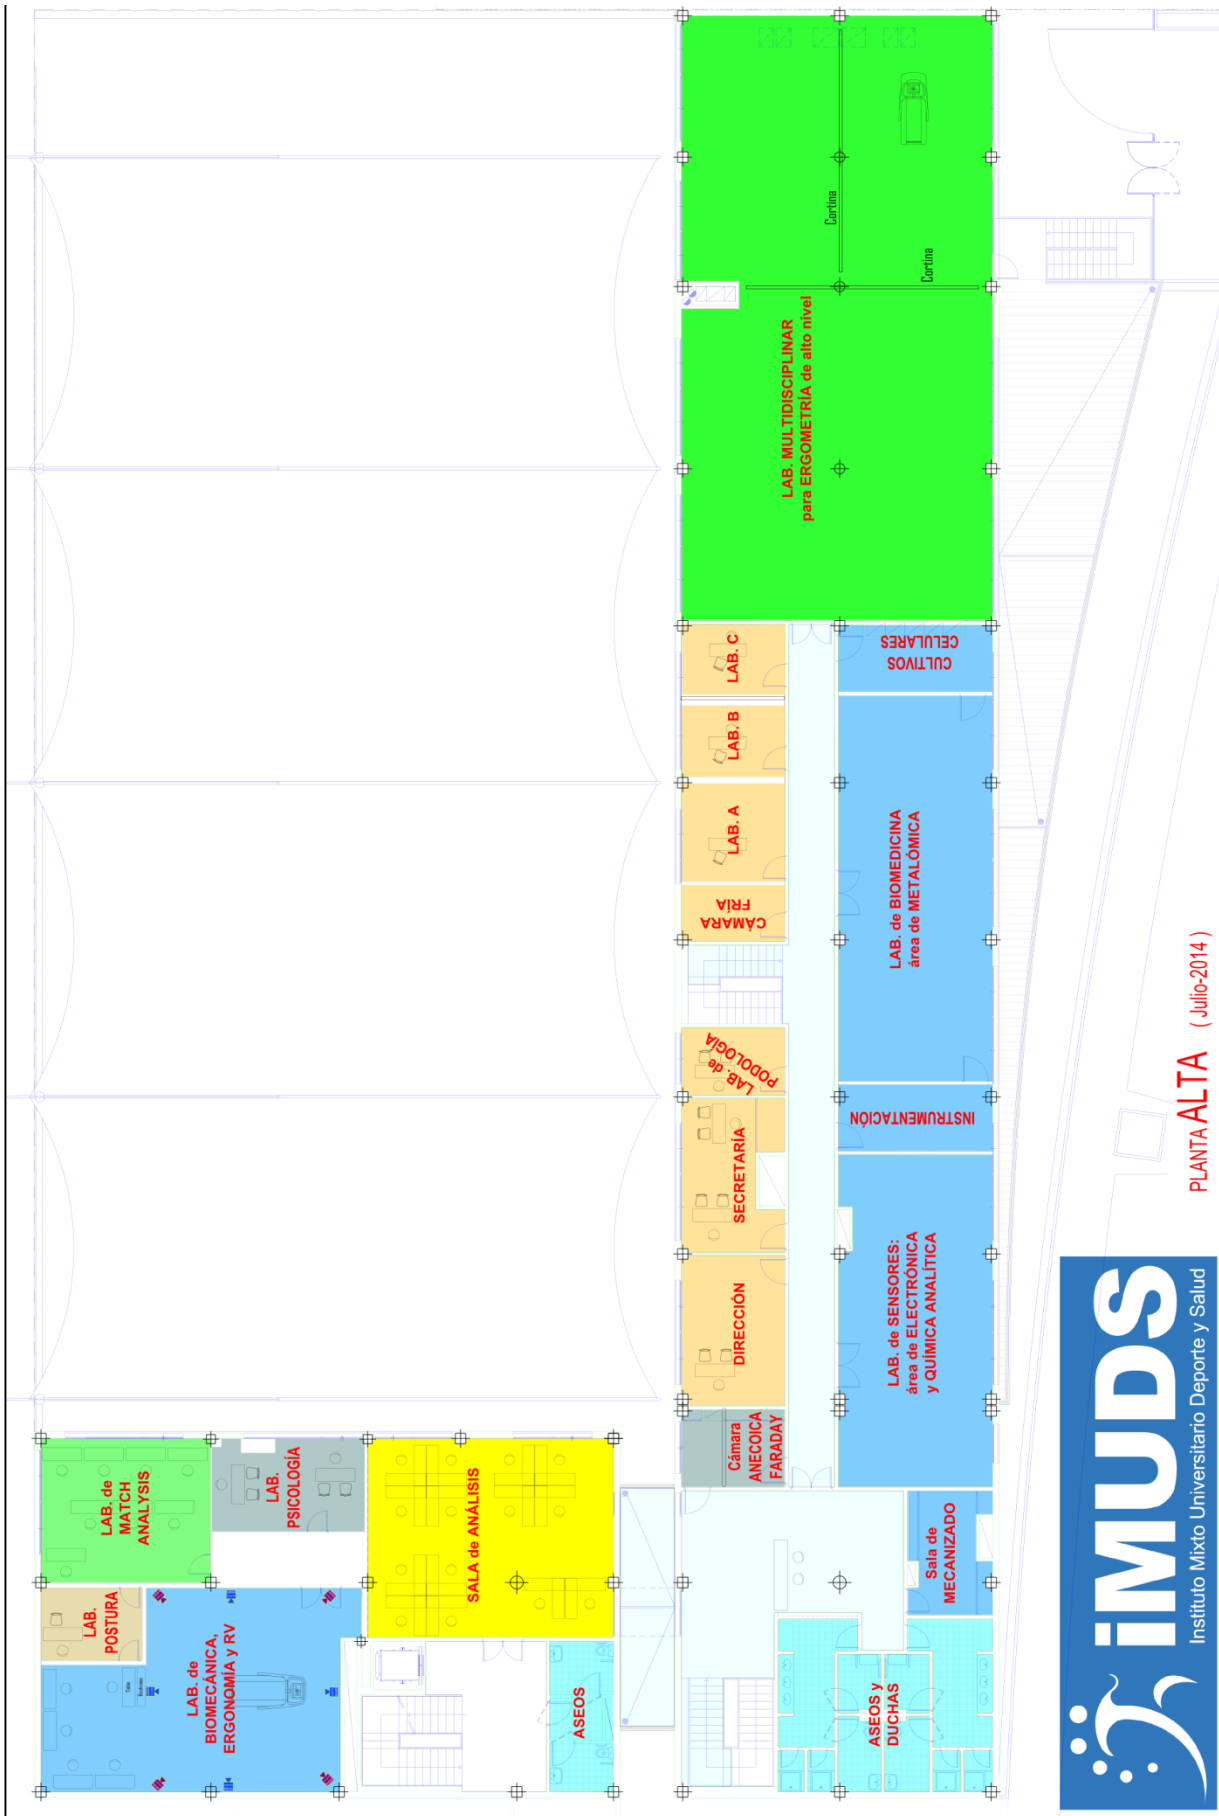 Cortina
Cortina
LAB. MULTIDISCIPLINAR
para ERGOMETRÍA de alto nivel
LAB. C
CULTIVOS
CELULARES
LAB. B
LAB. A
LAB. de BIOMEDICINA
área de METALÓMICA
CÁMARA
FRÍA
LAB. de
PODOLOGÍA
INSTRUMENTACIÓN
SECRETARÍA
DIRECCIÓN
LAB. de SENSORES:
área de ELECTRÓNICA
y QUÍMICA ANALÍTICA
Cámara
ANECOICA
FARADAY
LAB. de
MATCH
ANALYSIS
LAB.
PSICOLOGÍA
SALA de ANÁLISIS
Sala de
MECANIZADO
LAB.
POSTURA
LAB. de
BIOMECÁNICA,
ERGONOMÍA y RV
ASEOS
ASEOS y
DUCHAS
PLANTA ALTA ( Julio-2014 )
iMUDS
Instituto Mixto Universitario Deporte y Salud